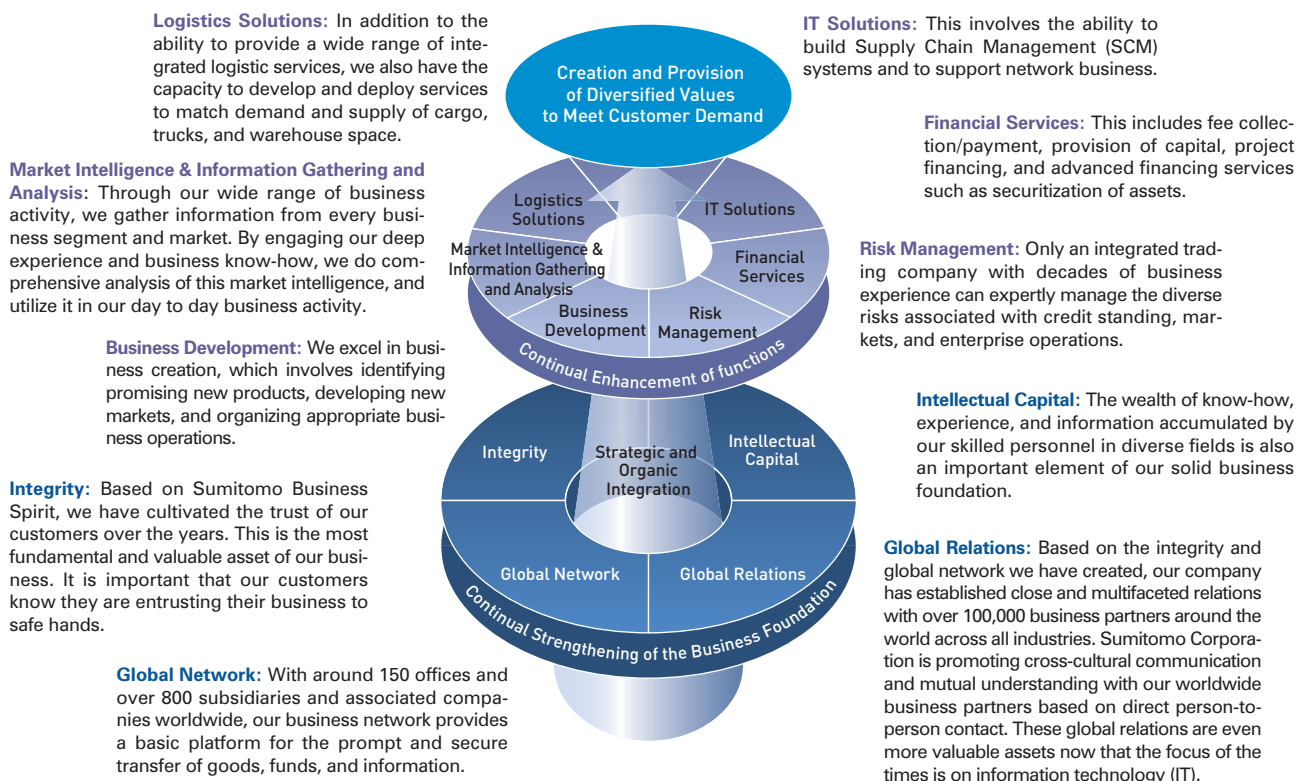 Logistics Solutions: In addition to the
ability to provide a wide range of inte-
grated logistic services, we also have the
capacity to develop and deploy services
to match demand and supply of cargo,
trucks, and warehouse space.
Market Intelligence & Information Gathering and
Analysis: Through our wide range of business
activity, we gather information from every busi-
ness segment and market. By engaging our deep
experience and business know-how, we do com-
prehensive analysis of this market intelligence, and
utilize it in our day to day business activity.
Business Development: We excel in busi-
ness creation, which involves identifying
promising new products, developing new
markets, and organizing appropriate busi-
ness operations.
Integrity: Based on Sumitomo Business
Spirit, we have cultivated the trust of our
customers over the years. This is the most
fundamental and valuable asset of our busi-
ness. It is important that our customers
know they are entrusting their business to
safe hands.
Global Network: With around 150 offices and
over 800 subsidiaries and associated compa-
nies worldwide, our business network provides
a basic platform for the prompt and secure
transfer of goods, funds, and information.
Creation and Provision
of Diversified Values
to Meet Customer Demand
Logistics
Solutions
IT Solutions
Market Intelligence &
Information Gathering
and Analysis
Financial
Services
Business
Development
Risk
Management
Continual Enhancement of functions
Integrity
Strategic and
Organic
Integration
Intellectual
Capital
Global Network
Global Relations
Continual Strengthening of the Business Foundation
IT Solutions: This involves the ability to
build Supply Chain Management (SCM)
systems and to support network business.
Financial Services: This includes fee collec-
tion/payment, provision of capital, project
financing, and advanced financing services
such as securitization of assets.
Risk Management: Only an integrated trad-
ing company with decades of business
experience can expertly manage the diverse
risks associated with credit standing, mar-
kets, and enterprise operations.
Intellectual Capital: The wealth of know-how,
experience, and information accumulated by
our skilled personnel in diverse fields is also
an important element of our solid business
foundation.
Global Relations: Based on the integrity and
global network we have created, our company
has established close and multifaceted relations
with over 100,000 business partners around the
world across all industries. Sumitomo Corpora-
tion is promoting cross-cultural communication
and mutual understanding with our worldwide
business partners based on direct person-to-
person contact. These global relations are even
more valuable assets now that the focus of the
times is on information technology (IT).